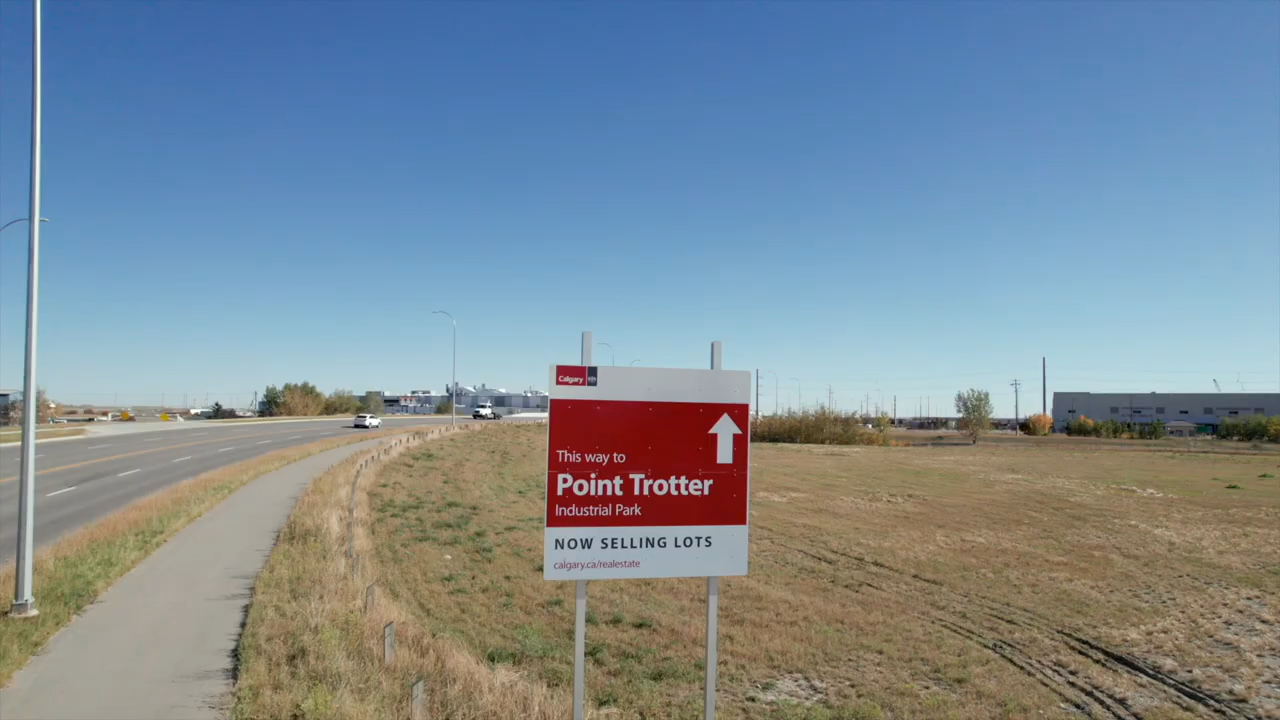 Calgary
This way to
Point Trotter
Industrial Park
NOW SELLING LOTS
calgary.ca/realestate